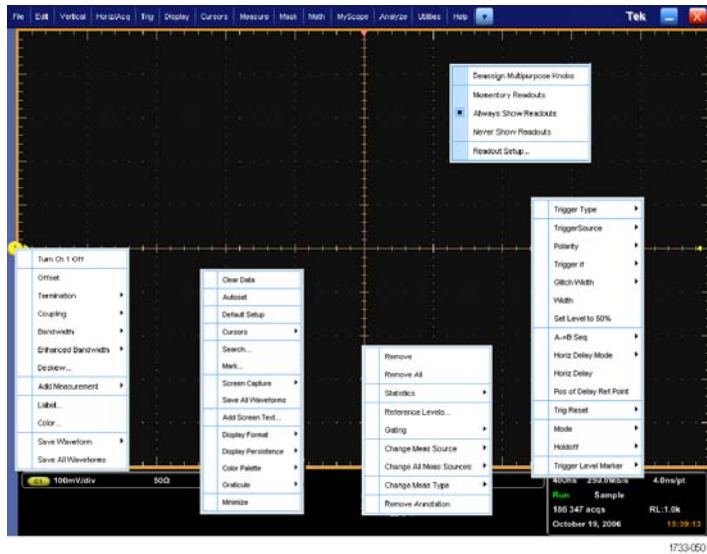 File Edit Vertical Horiz/Acq Trig Display Cursors Measure Mask Math MyScope Analyze Utilities Help Tek
Deassign Multipurpose Knobs
Momentary Readouts
Always Show Readouts
Never Show Readouts
Readout Setup...
Trigger Type
TriggerSource
Polarity
Trigger if
Glitch Width
Width
Set Level to 50%
A->B Seq
Horiz Delay Mode
Horiz Delay
Pos of Delay Ref Point
Trig Reset
Mode
Holdoff
Trigger Level Marker
Turn Ch 1 Off
Offset
Termination
Coupling
Bandwidth
Enhanced Bandwidth
Deskew...
Add Measurement
Label...
Color...
Save Waveform
Save All Waveforms
Clear Data
Autoset
Default Setup
Cursors
Search...
Mark...
Screen Capture
Save All Waveforms
Add Screen Text...
Display Format
Display Persistence
Color Palette
Graticule
Minimize
Remove
Remove All
Statistics
Reference Levels...
Gating
Change Meas Source
Change All Meas Sources
Change Meas Type
Remove Annotation
C1 100mV/div 50Ω
400ns 250.0MS/s 4.0ns/pt
Run Sample
186 347 acqs RL:1.0k
October 19, 2006 15:39:13
1733-050